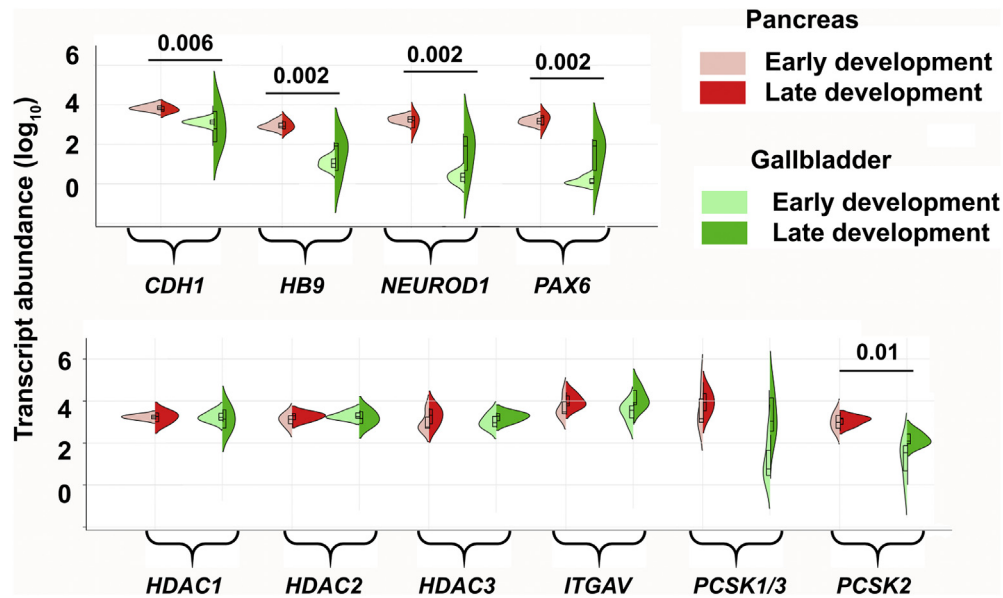 Pancreas
Early development
Late development
Gallbladder
Early development
Late development
Transcript abundance (log10)
6
4
2
0
0.006
0.002
0.002
0.002
CDH1
HB9
NEUROD1
PAX6
6
4
2
0
0.01
HDAC1
HDAC2
HDAC3
ITGAV
PCSK1/3
PCSK2